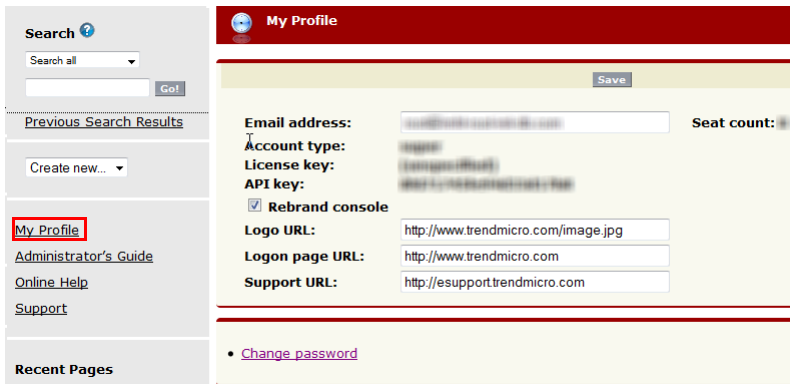 Search
Search all
Go!
Previous Search Results
Create new...
My Profile
Administrator's Guide
Online Help
Support
Recent Pages
My Profile
Save
Email address:
Seat count:
Account type:
License key:
API key:
Rebrand console
Logo URL: http://www.trendmicro.com/image.jpg
Logon page URL: http://www.trendmicro.com
Support URL: http://esupport.trendmicro.com
Change password